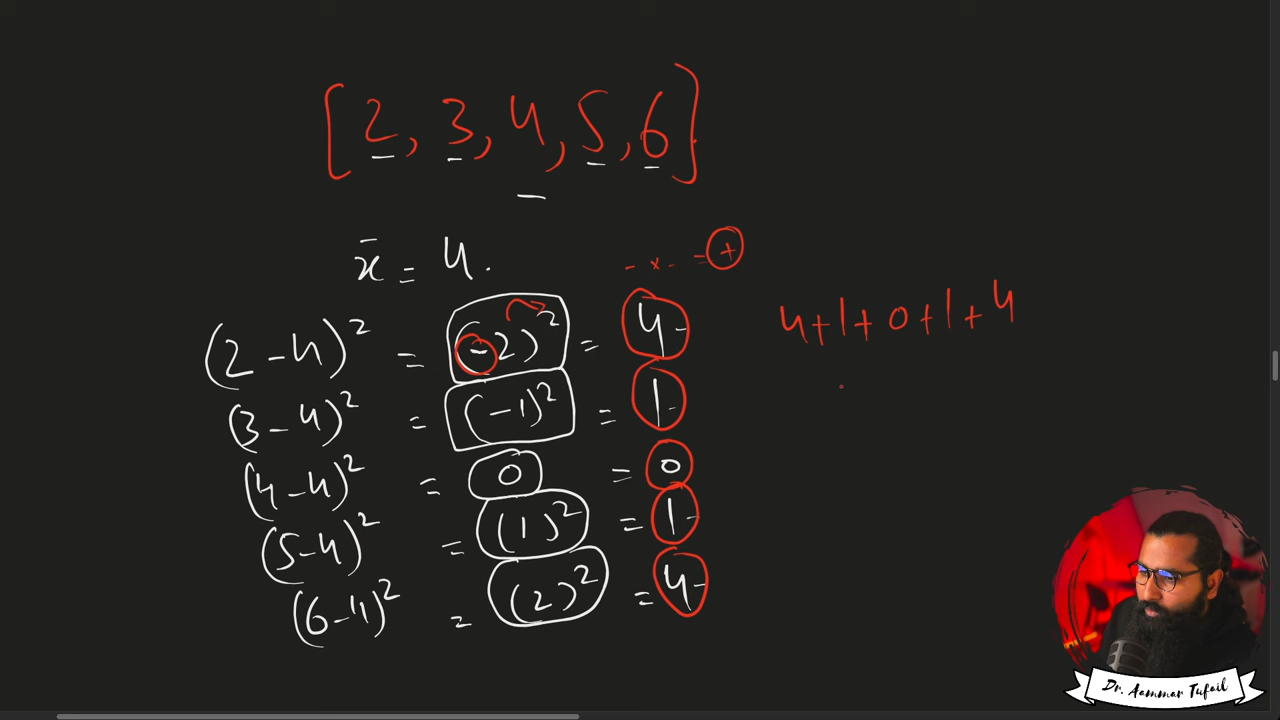 [2, 3, 4, 5, 6]
x̄ = 4.
- × - = +
(2 - 4)² = (-2)² = 4
4 + 1 + 0 + 1 + 4
(3 - 4)² = (-1)² = 1
(4 - 4)² = 0 = 0
(5 - 4)² = (1)² = 1
(6 - 4)² = (2)² = 4
Dr. Aammar Tufail